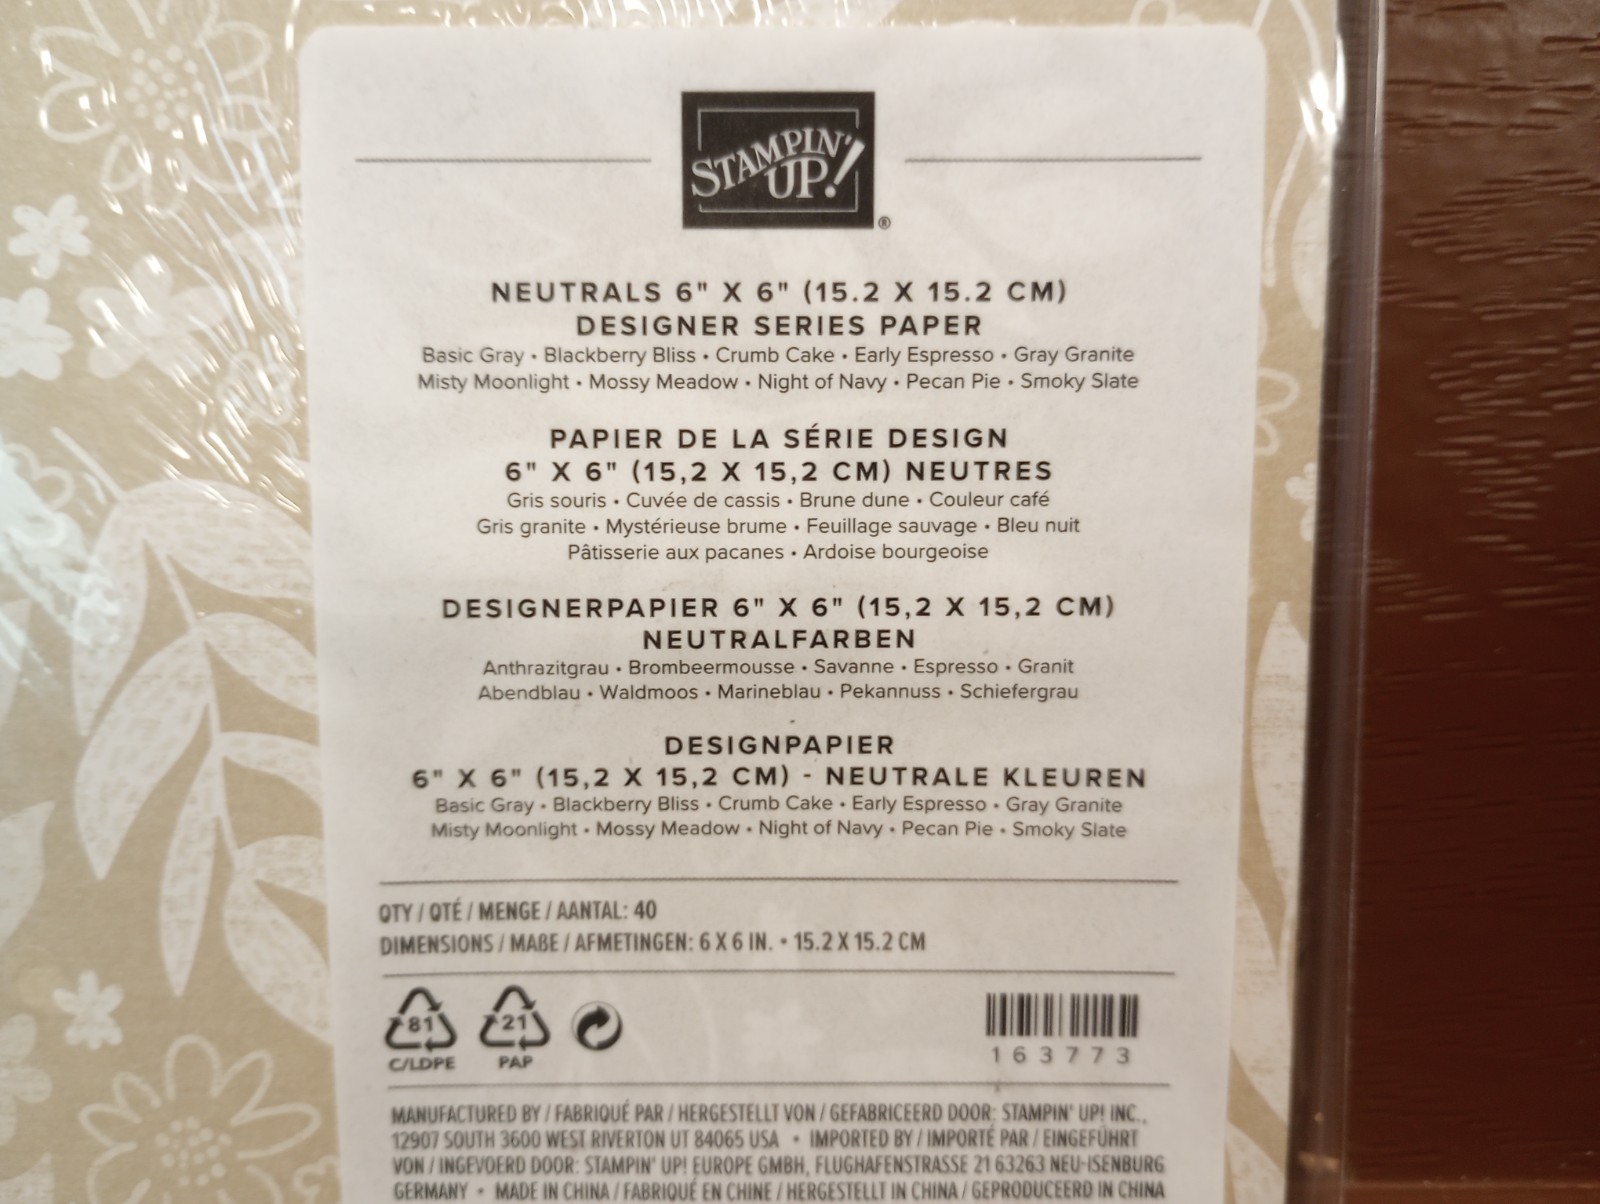 STAMPIN' UP!®
NEUTRALS 6" X 6" (15.2 X 15.2 CM)
DESIGNER SERIES PAPER
Basic Gray • Blackberry Bliss • Crumb Cake • Early Espresso • Gray Granite
Misty Moonlight • Mossy Meadow • Night of Navy • Pecan Pie • Smoky Slate
PAPIER DE LA SÉRIE DESIGN
6" X 6" (15,2 X 15,2 CM) NEUTRES
Gris souris • Cuvée de cassis • Brune dune • Couleur café
Gris granite • Mystérieuse brume • Feuillage sauvage • Bleu nuit
Pâtisserie aux pacanes • Ardoise bourgeoise
DESIGNERPAPIER 6" X 6" (15,2 X 15,2 CM)
NEUTRALFARBEN
Anthrazitgrau • Brombeermousse • Savanne • Espresso • Granit
Abendblau • Waldmoos • Marineblau • Pekannuss • Schiefergrau
DESIGNPAPIER
6" X 6" (15,2 X 15,2 CM) - NEUTRALE KLEUREN
Basic Gray • Blackberry Bliss • Crumb Cake • Early Espresso • Gray Granite
Misty Moonlight • Mossy Meadow • Night of Navy • Pecan Pie • Smoky Slate
QTY / QTÉ / MENGE / AANTAL: 40
DIMENSIONS / MAßE / AFMETINGEN: 6 X 6 IN. • 15.2 X 15.2 CM
81 21
C/LDPE PAP
163773
MANUFACTURED BY / FABRIQUÉ PAR / HERGESTELLT VON / GEFABRICEERD DOOR: STAMPIN' UP! INC.,
12907 SOUTH 3600 WEST RIVERTON UT 84065 USA • IMPORTED BY / IMPORTÉ PAR / EINGEFÜHRT
VON / INGEVOERD DOOR: STAMPIN' UP! EUROPE GMBH, FLUGHAFENSTRASSE 21 63263 NEU-ISENBURG
GERMANY • MADE IN CHINA / FABRIQUÉ EN CHINE / HERGESTELLT IN CHINA / GEPRODUCEERD IN CHINA